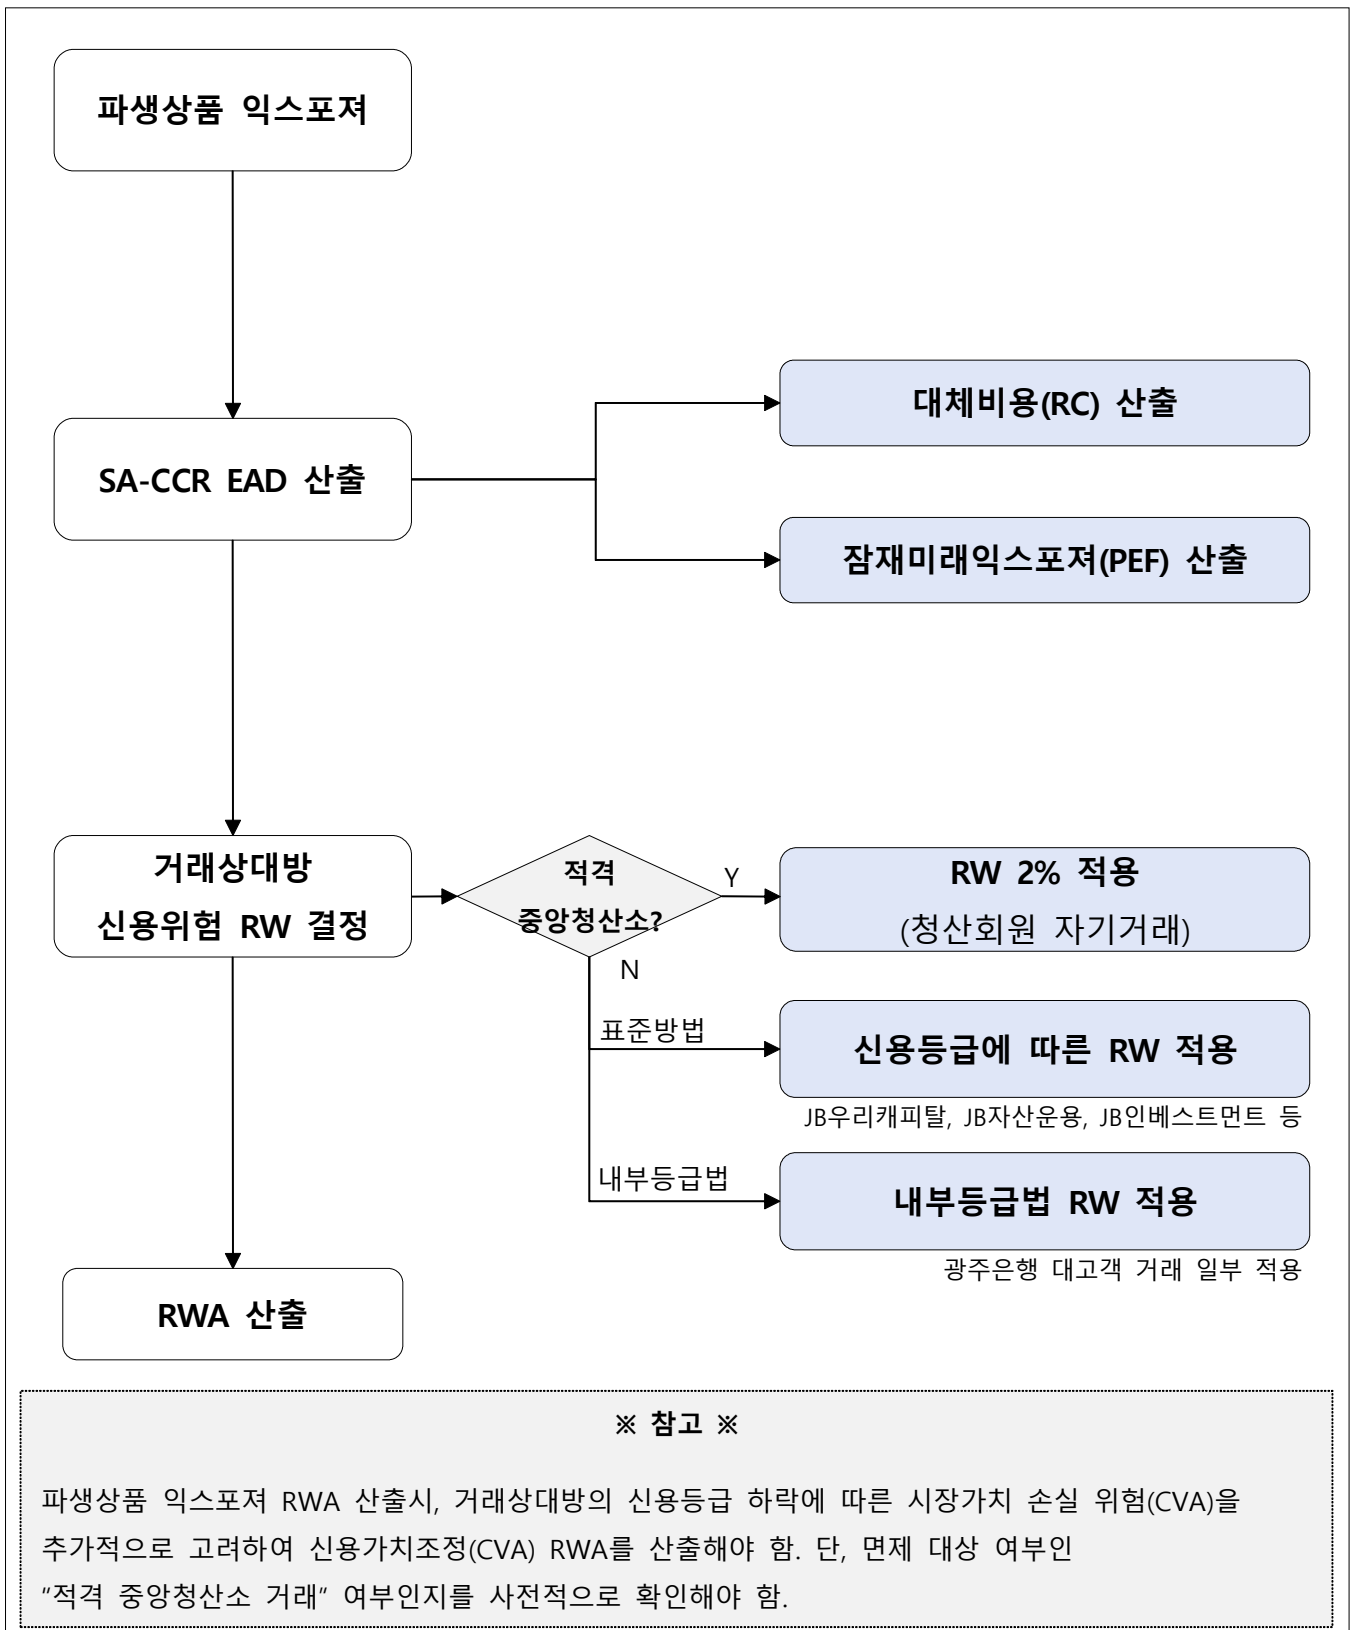 파생상품 익스포져
대체비용(RC) 산출
SA-CCR EAD 산출
잠재미래익스포져(PEF) 산출
거래상대방
신용위험 RW 결정
적격
중앙청산소?
Y
RW 2% 적용
(청산회원 자기거래)
N
표준방법
신용등급에 따른 RW 적용
JB우리캐피탈, JB자산운용, JB인베스트먼트 등
내부등급법
내부등급법 RW 적용
광주은행 대고객 거래 일부 적용
RWA 산출
※ 참고 ※
파생상품 익스포져 RWA 산출시, 거래상대방의 신용등급 하락에 따른 시장가치 손실 위험(CVA)을
추가적으로 고려하여 신용가치조정(CVA) RWA를 산출해야 함. 단, 면제 대상 여부인
“적격 중앙청산소 거래” 여부인지를 사전적으로 확인해야 함.